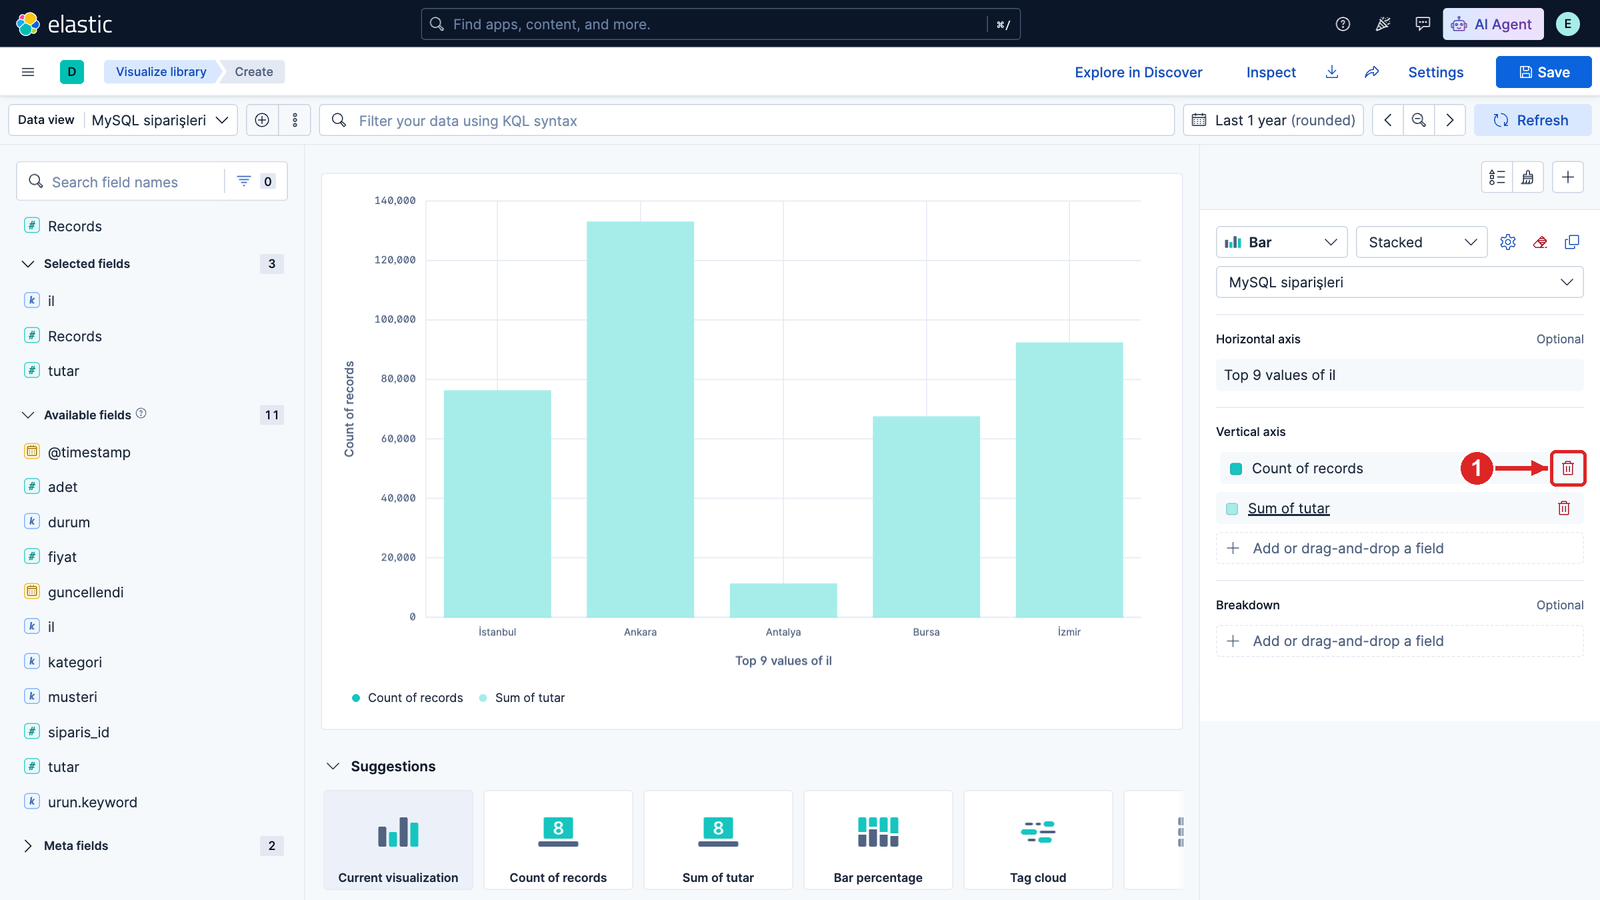 elastic
Find apps, content, and more.
⌘/
AI Agent
E
D
Visualize library
Create
Explore in Discover
Inspect
Settings
Save
Data view
MySQL siparişleri
Filter your data using KQL syntax
Last 1 year (rounded)
Refresh
Search field names
0
Records
Selected fields
3
k il
# Records
# tutar
Available fields
11
@timestamp
# adet
k durum
# fiyat
guncellendi
k il
k kategori
k musteri
# siparis_id
# tutar
k urun.keyword
Meta fields
2
140,000
120,000
100,000
80,000
60,000
40,000
20,000
0
Count of records
İstanbul
Ankara
Antalya
Bursa
İzmir
Top 9 values of il
Count of records
Sum of tutar
Suggestions
Current visualization
8
Count of records
8
Sum of tutar
Bar percentage
Tag cloud
Bar
Stacked
MySQL siparişleri
Horizontal axis
Optional
Top 9 values of il
Vertical axis
Count of records
1
Sum of tutar
Add or drag-and-drop a field
Breakdown
Optional
Add or drag-and-drop a field